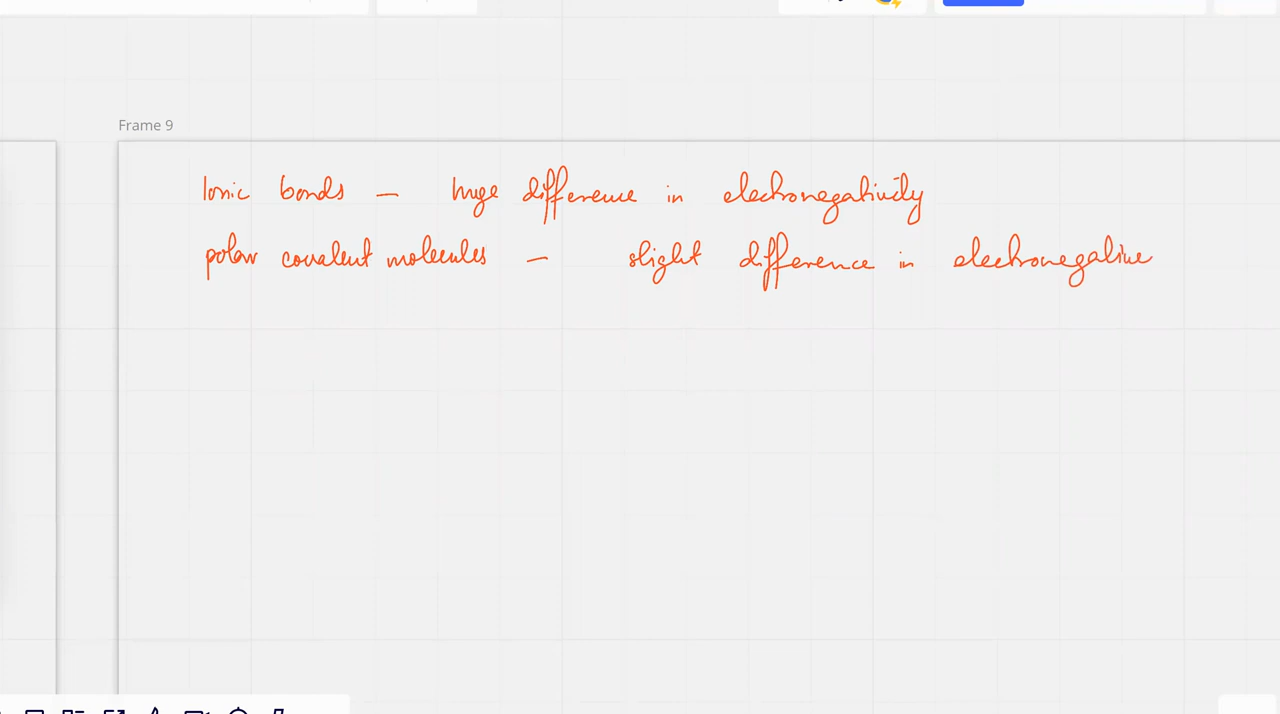 Frame 9
Ionic bonds - huge difference in electronegativity
polar covalent molecules - slight difference in electronegative